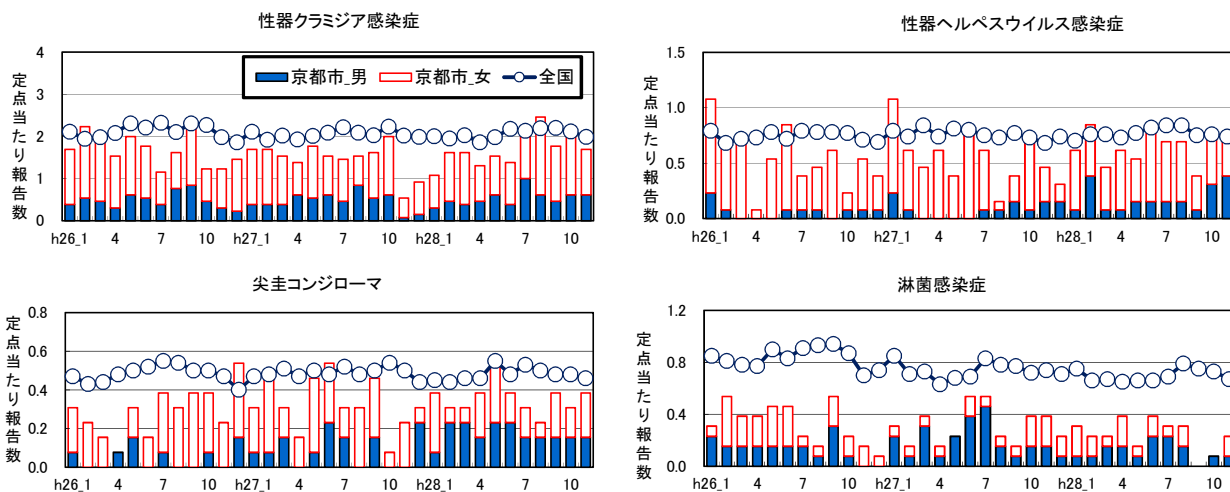 性器クラミジア感染症
定点当たり報告数
4
3
2
1
0
京都市_男 京都市_女 全国
h26_1 4 7 10 h27_1 4 7 10 h28_1 4 7 10
性器ヘルペスウイルス感染症
定点当たり報告数
1.5
1.0
0.5
0.0
h26_1 4 7 10 h27_1 4 7 10 h28_1 4 7 10
尖圭コンジローマ
定点当たり報告数
0.8
0.6
0.4
0.2
0.0
h26_1 4 7 10 h27_1 4 7 10 h28_1 4 7 10
淋菌感染症
定点当たり報告数
1.2
0.8
0.4
0.0
h26_1 4 7 10 h27_1 4 7 10 h28_1 4 7 10